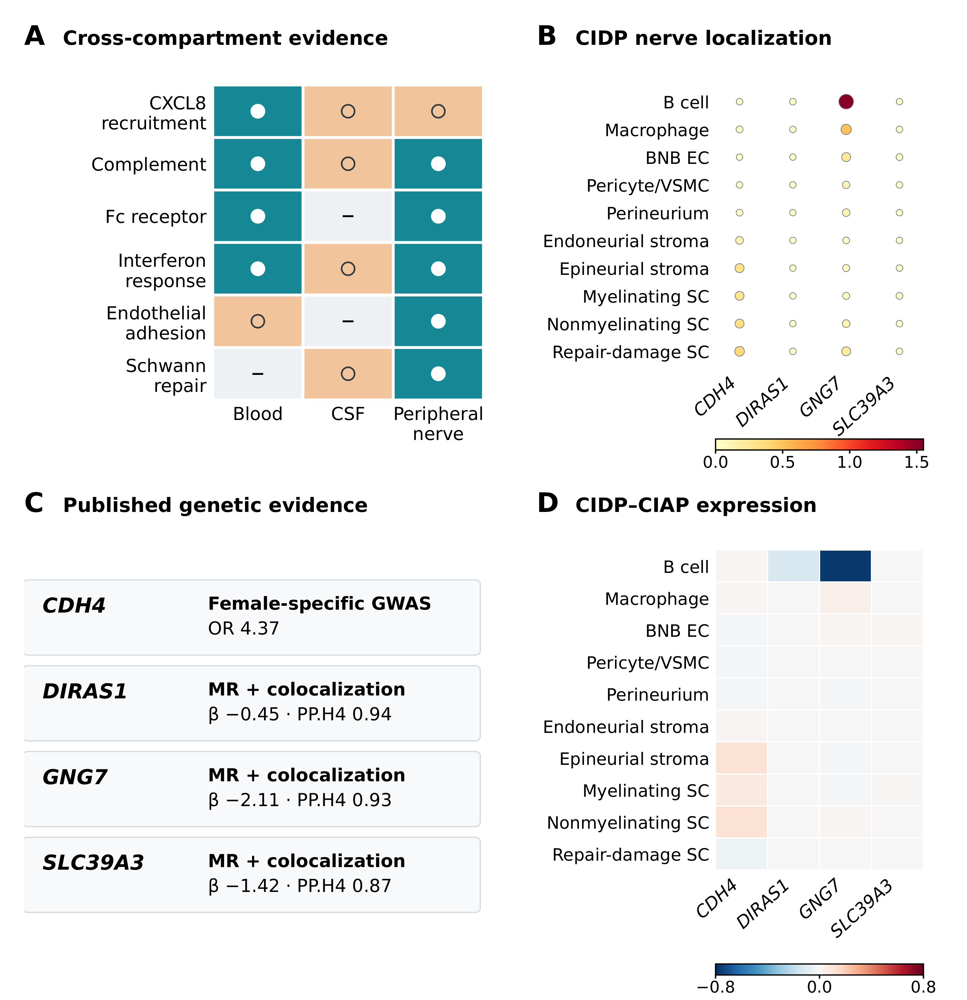 A Cross-compartment evidence
CXCL8
recruitment
Complement
Fc receptor
–
Interferon
response
Endothelial
adhesion
–
Schwann
repair
–
Blood
CSF
Peripheral
nerve
B CIDP nerve localization
B cell
Macrophage
BNB EC
Pericyte/VSMC
Perineurium
Endoneurial stroma
Epineurial stroma
Myelinating SC
Nonmyelinating SC
Repair-damage SC
CDH4
DIRAS1
GNG7
SLC39A3
0.0 0.5 1.0 1.5
C Published genetic evidence
CDH4
Female-specific GWAS
OR 4.37
DIRAS1
MR + colocalization
β −0.45 · PP.H4 0.94
GNG7
MR + colocalization
β −2.11 · PP.H4 0.93
SLC39A3
MR + colocalization
β −1.42 · PP.H4 0.87
D CIDP–CIAP expression
B cell
Macrophage
BNB EC
Pericyte/VSMC
Perineurium
Endoneurial stroma
Epineurial stroma
Myelinating SC
Nonmyelinating SC
Repair-damage SC
CDH4
DIRAS1
GNG7
SLC39A3
−0.8 0.0 0.8